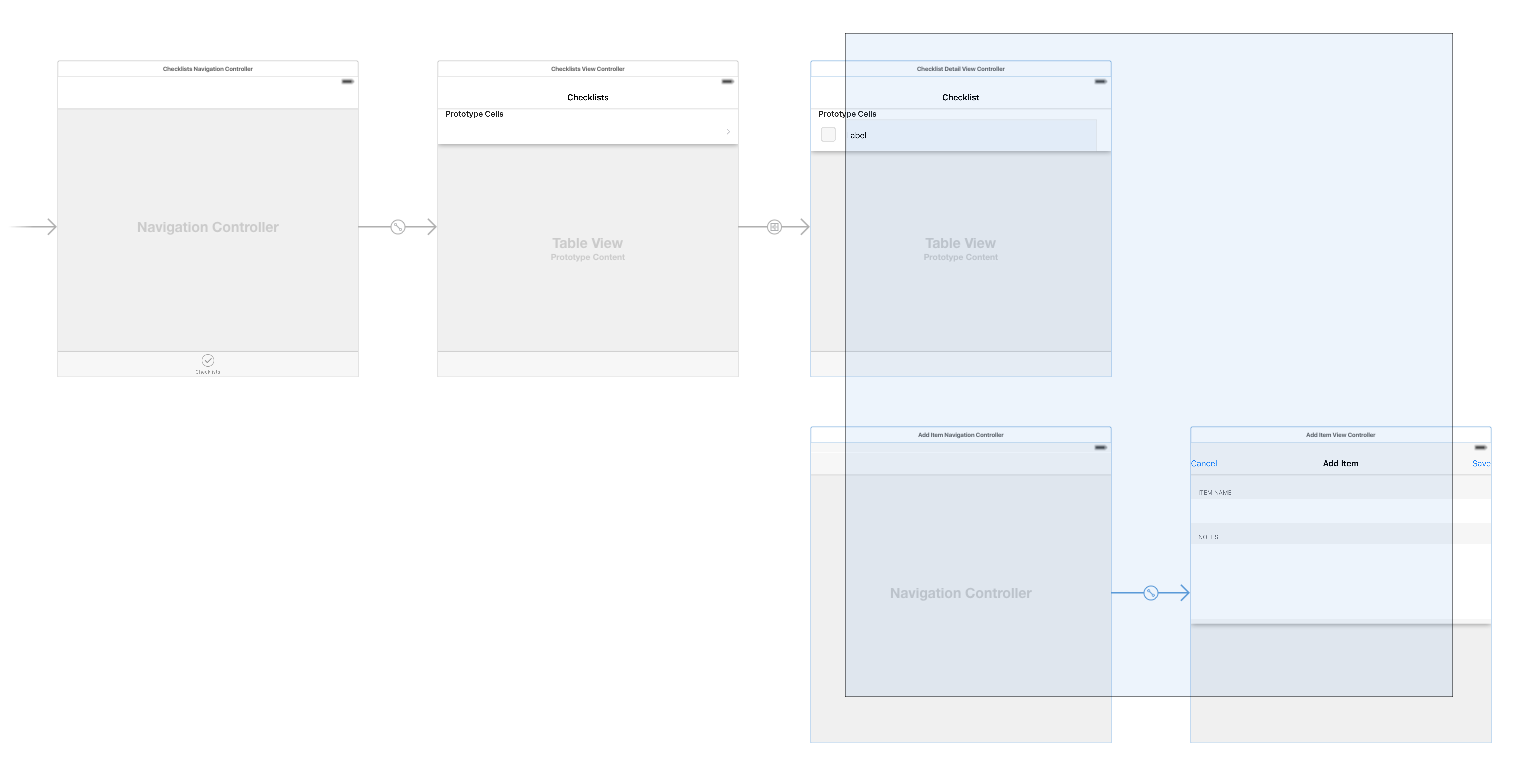 Checklists Navigation Controller
Navigation Controller
Checklists
Checklists View Controller
Checklists
Prototype Cells
Table View
Prototype Content
Checklist Detail View Controller
Checklist
Prototype Cells
abel
Table View
Prototype Content
Add Item Navigation Controller
Navigation Controller
Add Item View Controller
Cancel Add Item Save
ITEM NAME
NOTES